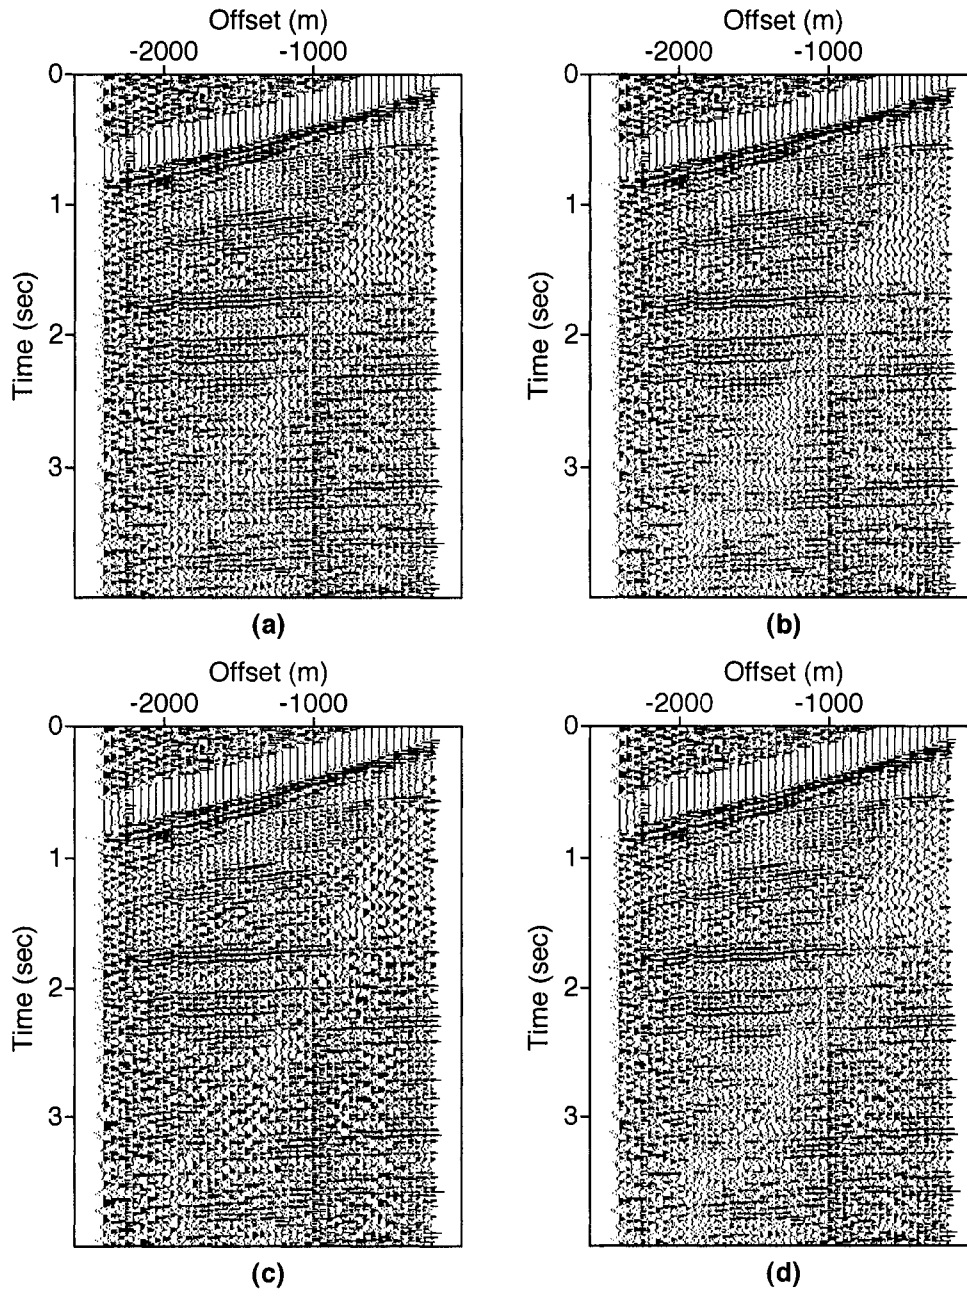 Offset (m)
-2000 -1000
0
1
2
3
Time (sec)
(a)
Offset (m)
-2000 -1000
0
1
2
3
Time (sec)
(b)
Offset (m)
-2000 -1000
0
1
2
3
Time (sec)
(c)
Offset (m)
-2000 -1000
0
1
2
3
Time (sec)
(d)